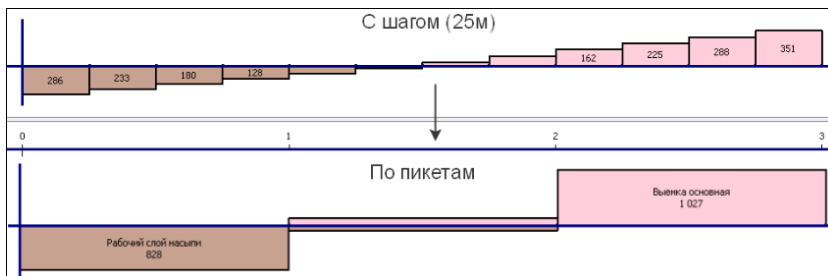 С шагом (25м)
286 233 180 128 162 225 288 351
0 1 2 3
По пикетам
Рабочий слой насыпи
828
Выемка основная
1 027